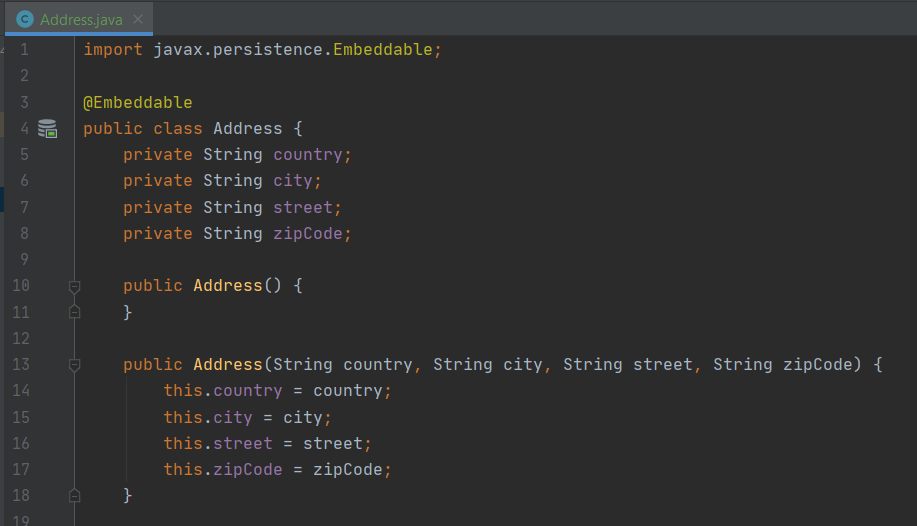 Address.java
1 import javax.persistence.Embeddable;
2
3 @Embeddable
4 public class Address {
5     private String country;
6     private String city;
7     private String street;
8     private String zipCode;
9
10     public Address() {
11     }
12
13     public Address(String country, String city, String street, String zipCode) {
14         this.country = country;
15         this.city = city;
16         this.street = street;
17         this.zipCode = zipCode;
18     }
19